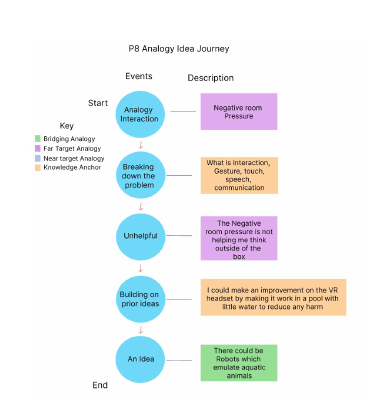 P8 Analogy Idea Journey
Events
Description
Start
Analogy
Interaction
Negative room
Pressure
Key
Bridging Analogy
Far Target Analogy
Near target Analogy
Knowledge Anchor
Breaking
down the
problem
What is interaction,
Gesture, touch,
speech,
communication
Unhelpful
The Negative
room pressure is not
helping me think
outside of the
box
Building on
prior ideas
I could make an improvement on the VR
headset by making it work in a pool with
little water to reduce any harm
An Idea
There could be
Robots which
emulate aquatic
animals
End